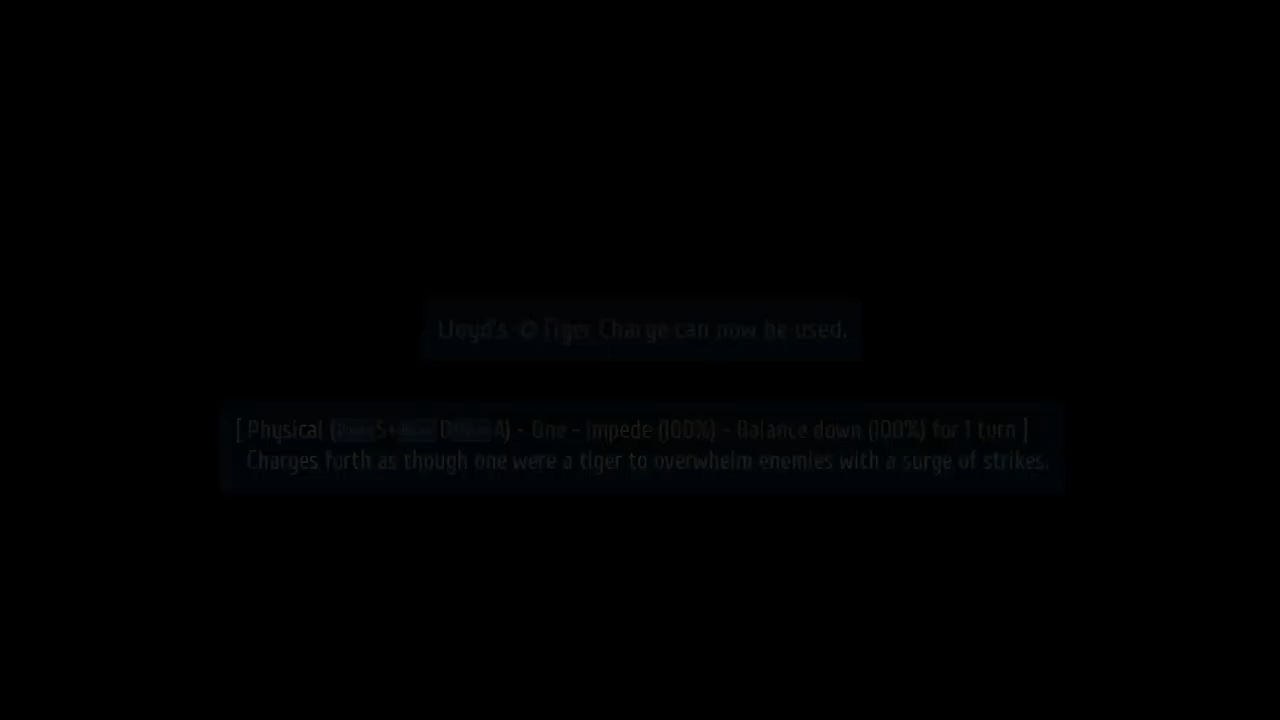 Lloyd's Tiger Charge can now be used.
[ Physical ( S+ D A) - One - Impede (100%) - Balance down (100%) for 1 turn ]
Charges forth as though one were a tiger to overwhelm enemies with a surge of strikes.